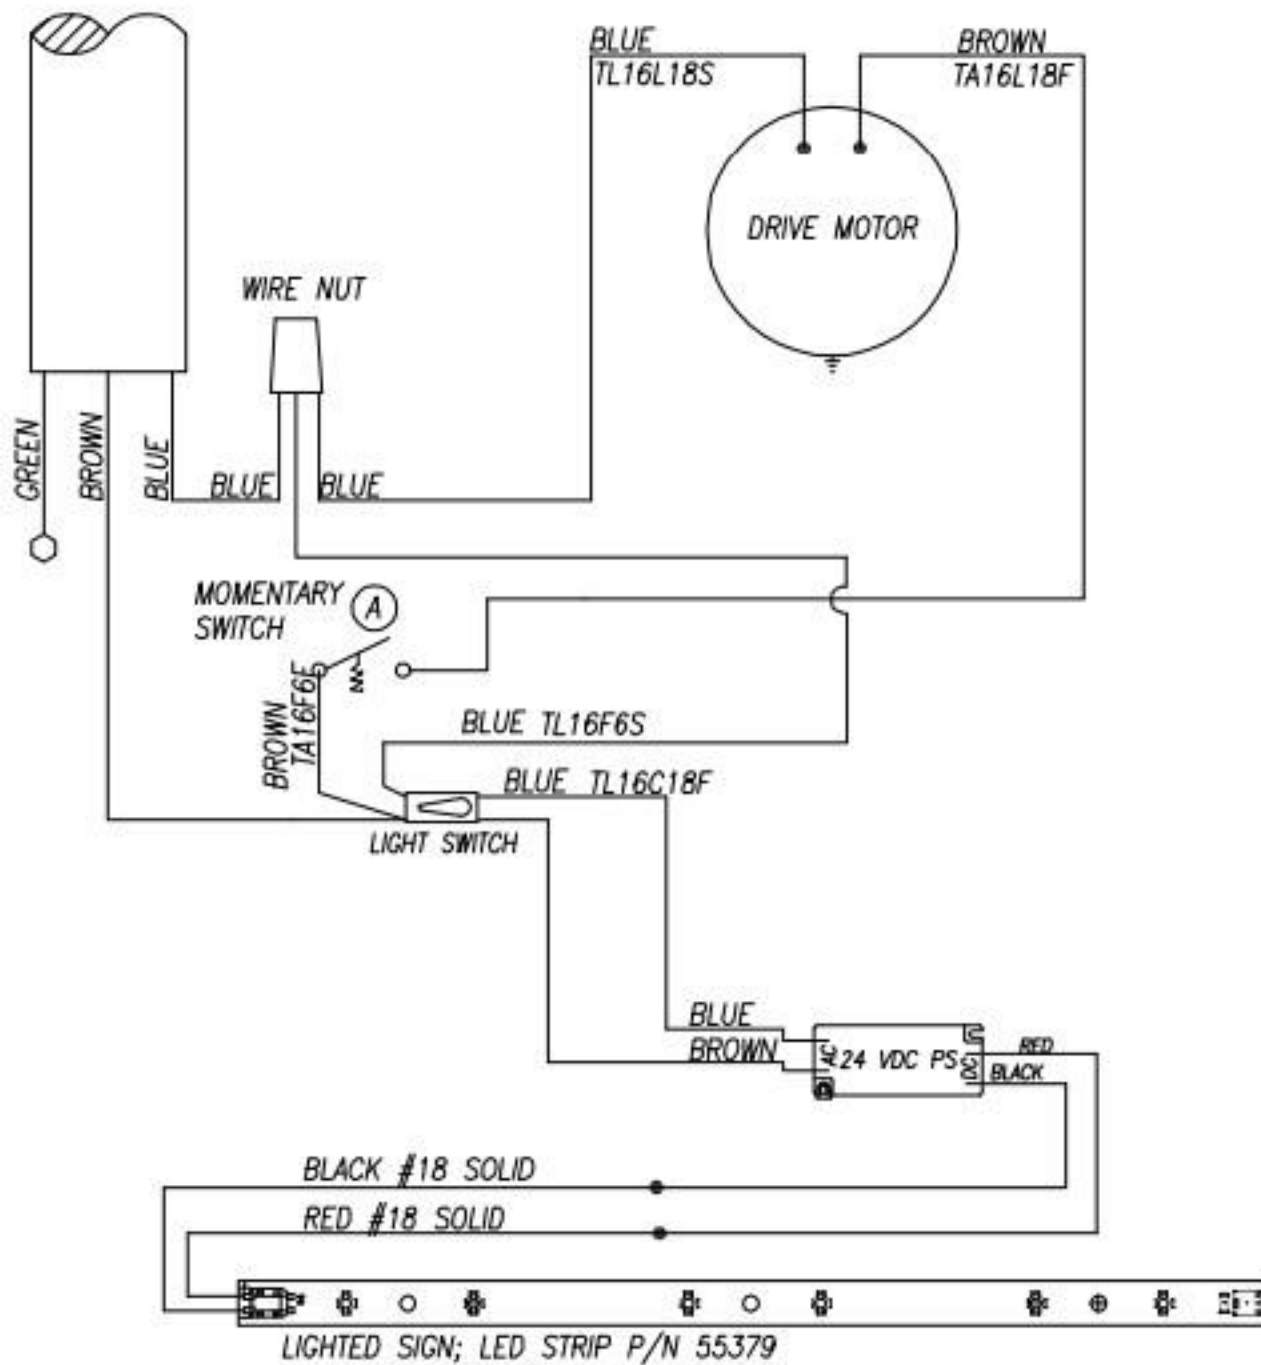 BLUE
TL16L18S
BROWN
TA16L18F
DRIVE MOTOR
WIRE NUT
GREEN
BROWN
BLUE
BLUE
BLUE
MOMENTARY
SWITCH
A
BROWN
TA16F6F
BLUE TL16F6S
BLUE TL16C18F
LIGHT SWITCH
BLUE
BROWN
AC
24 VDC PS
DC
RED
BLACK
BLACK #18 SOLID
RED #18 SOLID
LIGHTED SIGN; LED STRIP P/N 55379